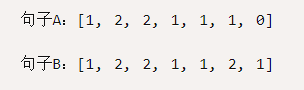 句子A：[1, 2, 2, 1, 1, 1, 0]
句子B：[1, 2, 2, 1, 1, 2, 1]